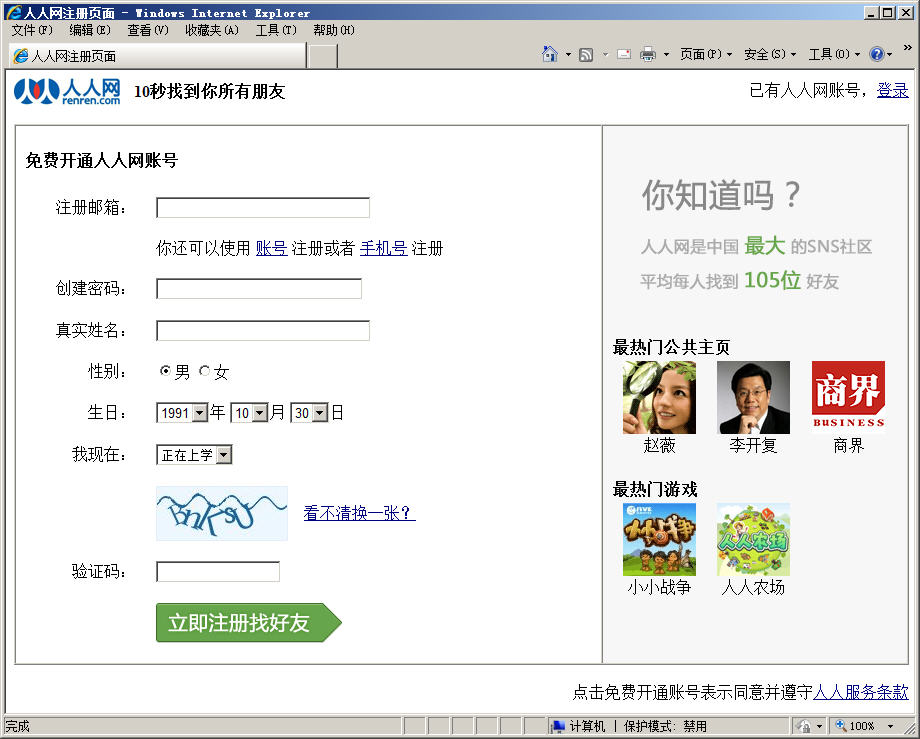 人人网注册页面 - Windows Internet Explorer
文件(F) 编辑(E) 查看(V) 收藏夹(A) 工具(T) 帮助(H)
人人网注册页面
页面(P) 安全(S) 工具(O) »
人人网 renren.com 10秒找到你所有朋友
已有人人网账号，登录
免费开通人人网账号
注册邮箱：
你还可以使用 账号 注册或者 手机号 注册
创建密码：
真实姓名：
性别： 男 女
生日： 1991 年 10 月 30 日
我现在： 正在上学
BnKsU 看不清换一张？
验证码：
立即注册找好友
你知道吗？
人人网是中国 最大 的SNS社区
平均每人找到 105位 好友
最热门公共主页
商界
BUSINESS
赵薇 李开复 商界
最热门游戏
5FIVE
小小战争
人人农场
小小战争 人人农场
点击免费开通账号表示同意并遵守人人服务条款
完成 计算机 | 保护模式: 禁用 100%